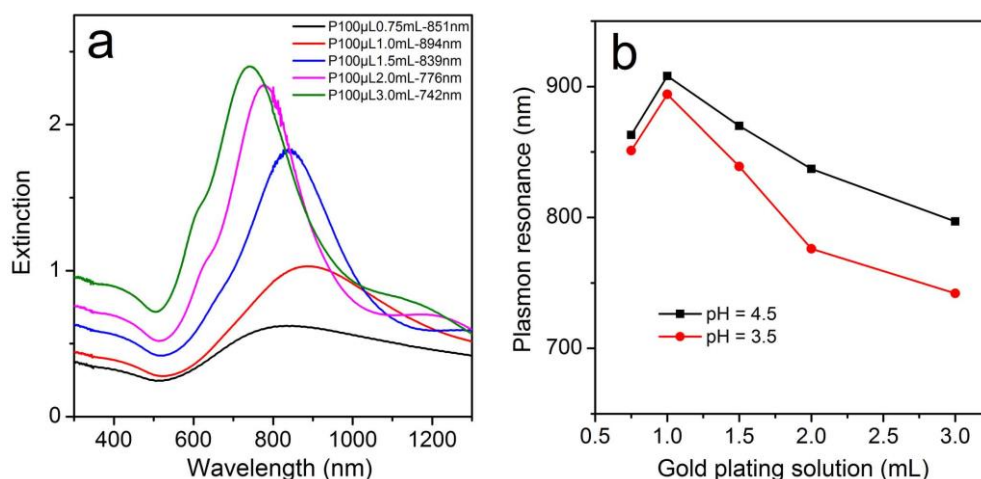 a
P100µL0.75mL-851nm
P100µL1.0mL-894nm
P100µL1.5mL-839nm
P100µL2.0mL-776nm
P100µL3.0mL-742nm
2
1
0
Extinction
400 600 800 1000 1200
Wavelength (nm)
b
900
800
700
Plasmon resonance (nm)
pH = 4.5
pH = 3.5
0.5 1.0 1.5 2.0 2.5 3.0
Gold plating solution (mL)